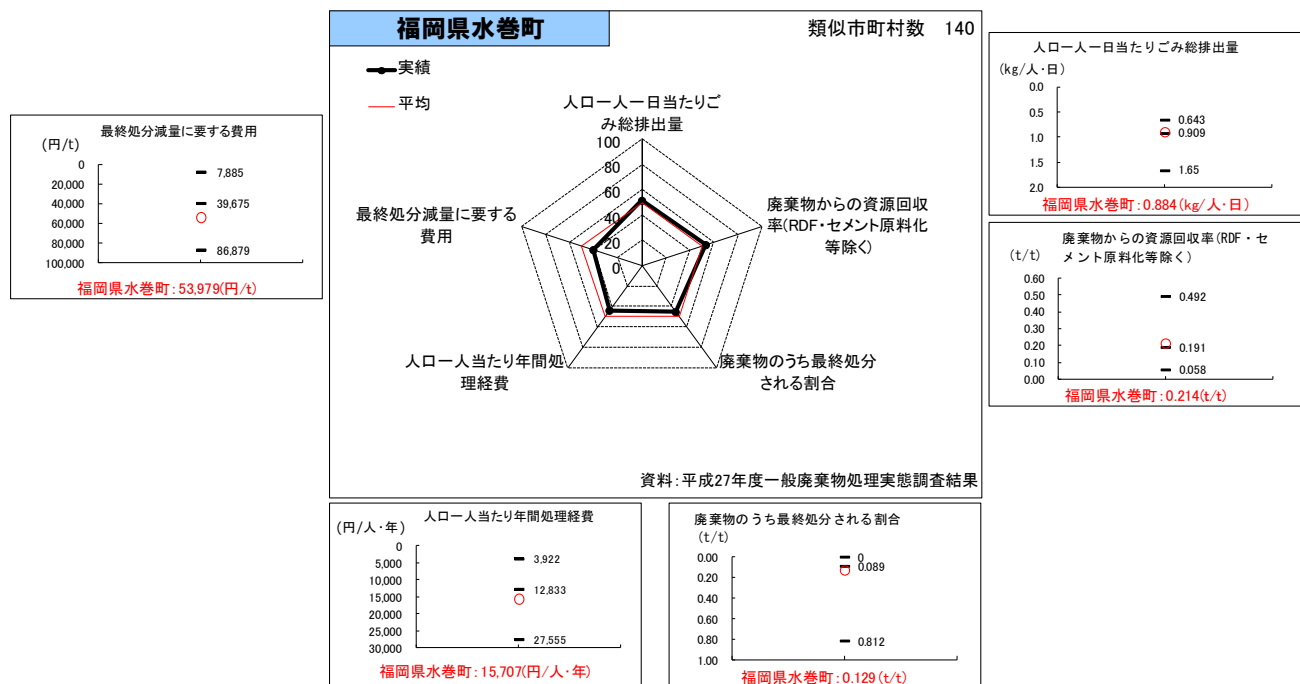 福岡県水巻町
類似市町村数 140
実績
平均
人口一人一日当たりご
み総排出量
廃棄物からの資源回収
率(RDF・セメント原料化
等除く)
廃棄物のうち最終処分
される割合
人口一人当たり年間処
理経費
最終処分減量に要する
費用
100
80
60
40
20
0
資料:平成27年度一般廃棄物処理実態調査結果
最終処分減量に要する費用
(円/t)
0
20,000
40,000
60,000
80,000
100,000
7,885
39,675
86,879
福岡県水巻町:53,979(円/t)
人口一人一日当たりごみ総排出量
(kg/人・日)
0.0
0.5
1.0
1.5
2.0
0.643
0.909
1.65
福岡県水巻町:0.884(kg/人・日)
廃棄物からの資源回収率(RDF・セ
メント原料化等除く)
(t/t)
0.60
0.50
0.40
0.30
0.20
0.10
0.00
0.492
0.191
0.058
福岡県水巻町:0.214(t/t)
人口一人当たり年間処理経費
(円/人・年)
0
5,000
10,000
15,000
20,000
25,000
30,000
3,922
12,833
27,555
福岡県水巻町:15,707(円/人・年)
廃棄物のうち最終処分される割合
(t/t)
0.00
0.20
0.40
0.60
0.80
1.00
0
0.089
0.812
福岡県水巻町:0.129(t/t)